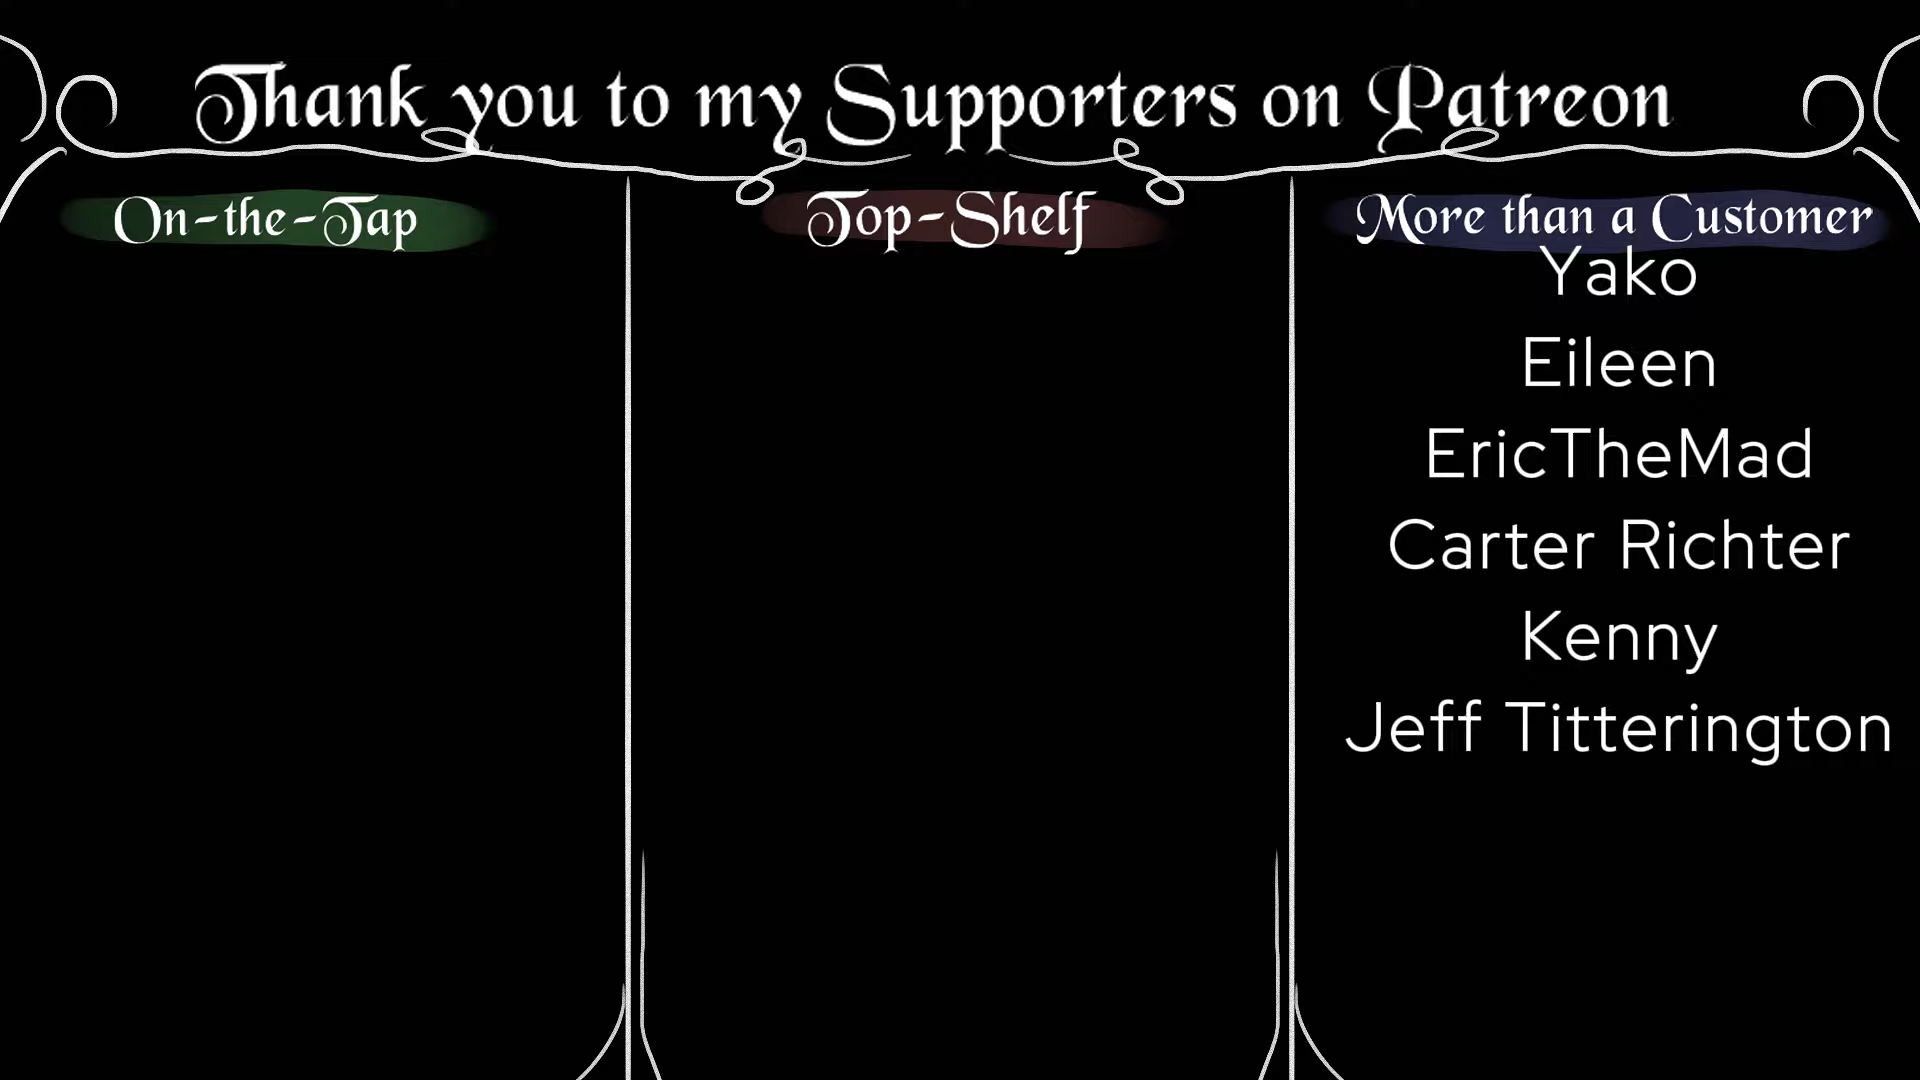 Thank you to my Supporters on Patreon
On-the-Tap
Top-Shelf
More than a Customer
Yako
Eileen
EricTheMad
Carter Richter
Kenny
Jeff Titterington